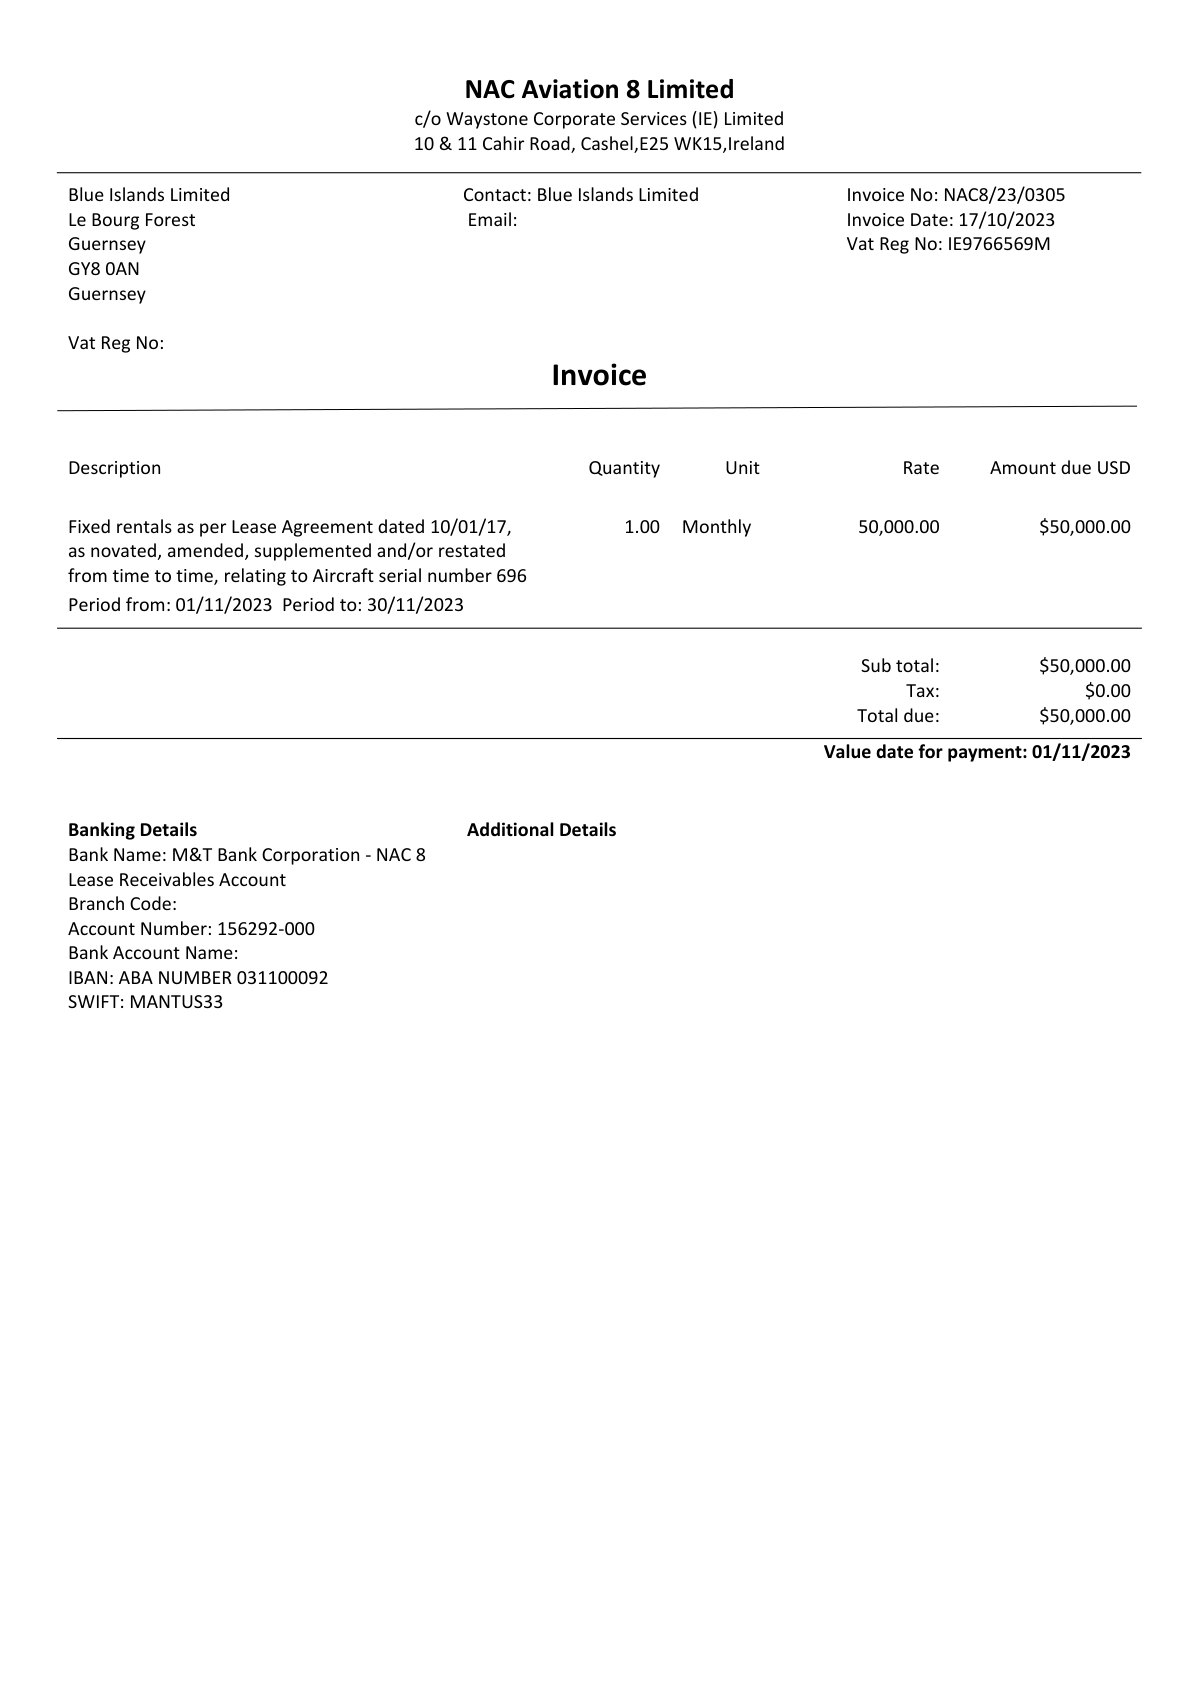 NAC Aviation 8 Limited
c/o Waystone Corporate Services (IE) Limited
10 & 11 Cahir Road, Cashel,E25 WK15,Ireland
Blue Islands Limited Contact: Blue Islands Limited Invoice No: NAC8/23/0305
Le Bourg Forest Email: Invoice Date: 17/10/2023
Guernsey Vat Reg No: IE9766569M
GY8 0AN
Guernsey
Vat Reg No:
Invoice
Description Quantity Unit Rate Amount due USD
Fixed rentals as per Lease Agreement dated 10/01/17, 1.00 Monthly 50,000.00 $50,000.00
as novated, amended, supplemented and/or restated
from time to time, relating to Aircraft serial number 696
Period from: 01/11/2023 Period to: 30/11/2023
Sub total: $50,000.00
Tax: $0.00
Total due: $50,000.00
Value date for payment: 01/11/2023
Banking Details Additional Details
Bank Name: M&T Bank Corporation - NAC 8
Lease Receivables Account
Branch Code:
Account Number: 156292-000
Bank Account Name:
IBAN: ABA NUMBER 031100092
SWIFT: MANTUS33